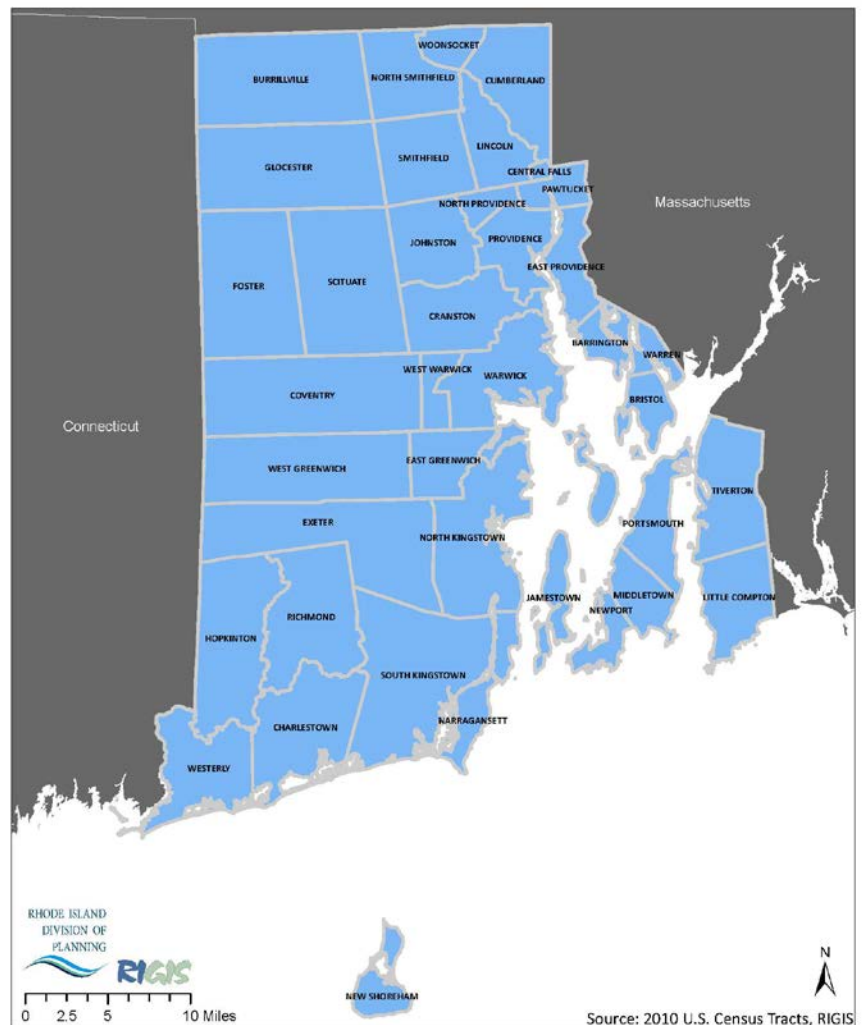 WOONSOCKET
BURRILLVILLE
NORTH SMITHFIELD
CUMBERLAND
LINCOLN
GLOCESTER
SMITHFIELD
CENTRAL FALLS
PAWTUCKET
Massachusetts
NORTH PROVIDENCE
JOHNSTON
PROVIDENCE
EAST PROVIDENCE
FOSTER
SCITUATE
CRANSTON
BARRINGTON
WARREN
WEST WARWICK
WARWICK
COVENTRY
BRISTOL
Connecticut
WEST GREENWICH
EAST GREENWICH
TIVERTON
EXETER
PORTSMOUTH
NORTH KINGSTOWN
JAMESTOWN
MIDDLETOWN
LITTLE COMPTON
NEWPORT
HOPKINTON
RICHMOND
SOUTH KINGSTOWN
NARRAGANSETT
CHARLESTOWN
WESTERLY
RHODE ISLAND
DIVISION OF
PLANNING
RIGIS
N
NEW SHOREHAM
0 2.5 5 10 Miles
Source: 2010 U.S. Census Tracts, RIGIS